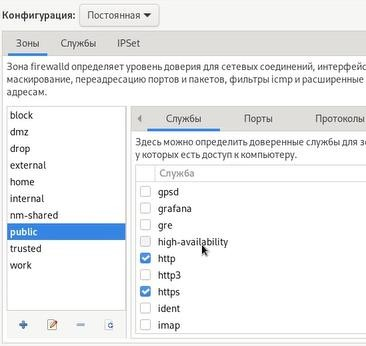 Конфигурация: Постоянная
Зоны Службы IPSet
Зона firewalld определяет уровень доверия для сетевых соединений, интерфейс
маскирование, переадресацию портов и пакетов, фильтры icmp и расширенные
адресам.
block
dmz
drop
external
home
internal
nm-shared
public
trusted
work
Службы Порты Протоколы
Здесь можно определить доверенные службы для
у которых есть доступ к компьютеру.
Служба
gpsd
grafana
gre
high-availability
http
http3
https
ident
imap